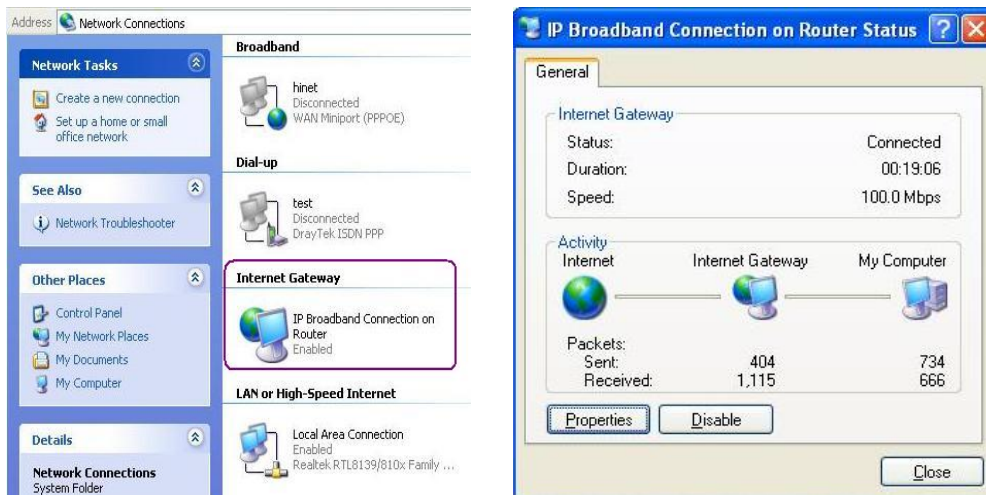 Address Network Connections
Network Tasks
Create a new connection
Set up a home or small
office network
See Also
Network Troubleshooter
Other Places
Control Panel
My Network Places
My Documents
My Computer
Details
Network Connections
System Folder
Broadband
hinet
Disconnected
WAN Miniport (PPPOE)
Dial-up
test
Disconnected
DrayTek ISDN PPP
Internet Gateway
IP Broadband Connection on
Router
Enabled
LAN or High-Speed Internet
Local Area Connection
Enabled
Realtek RTL8139/810x Family ...
IP Broadband Connection on Router Status
General
Internet Gateway
Status: Connected
Duration: 00:19:06
Speed: 100.0 Mbps
Activity
Internet Internet Gateway My Computer
Packets:
Sent: 404 734
Received: 1,115 666
Properties Disable
Close